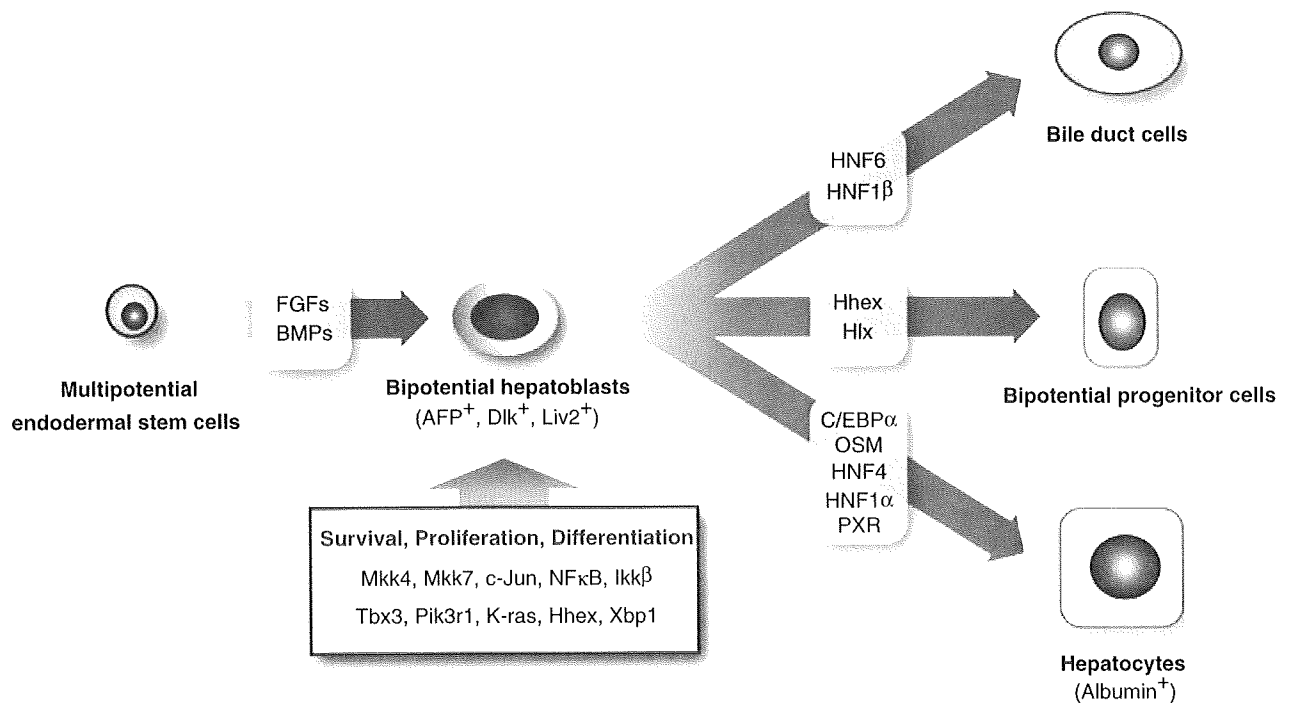 Multipotential
endodermal stem cells
FGFs
BMPs
Bipotential hepatoblasts
(AFP⁺, Dlk⁺, Liv2⁺)
Survival, Proliferation, Differentiation
Mkk4, Mkk7, c-Jun, NFκB, Ikkβ
Tbx3, Pik3r1, K-ras, Hhex, Xbp1
HNF6
HNF1β
Bile duct cells
Hhex
Hlx
Bipotential progenitor cells
C/EBPα
OSM
HNF4
HNF1α
PXR
Hepatocytes
(Albumin⁺)